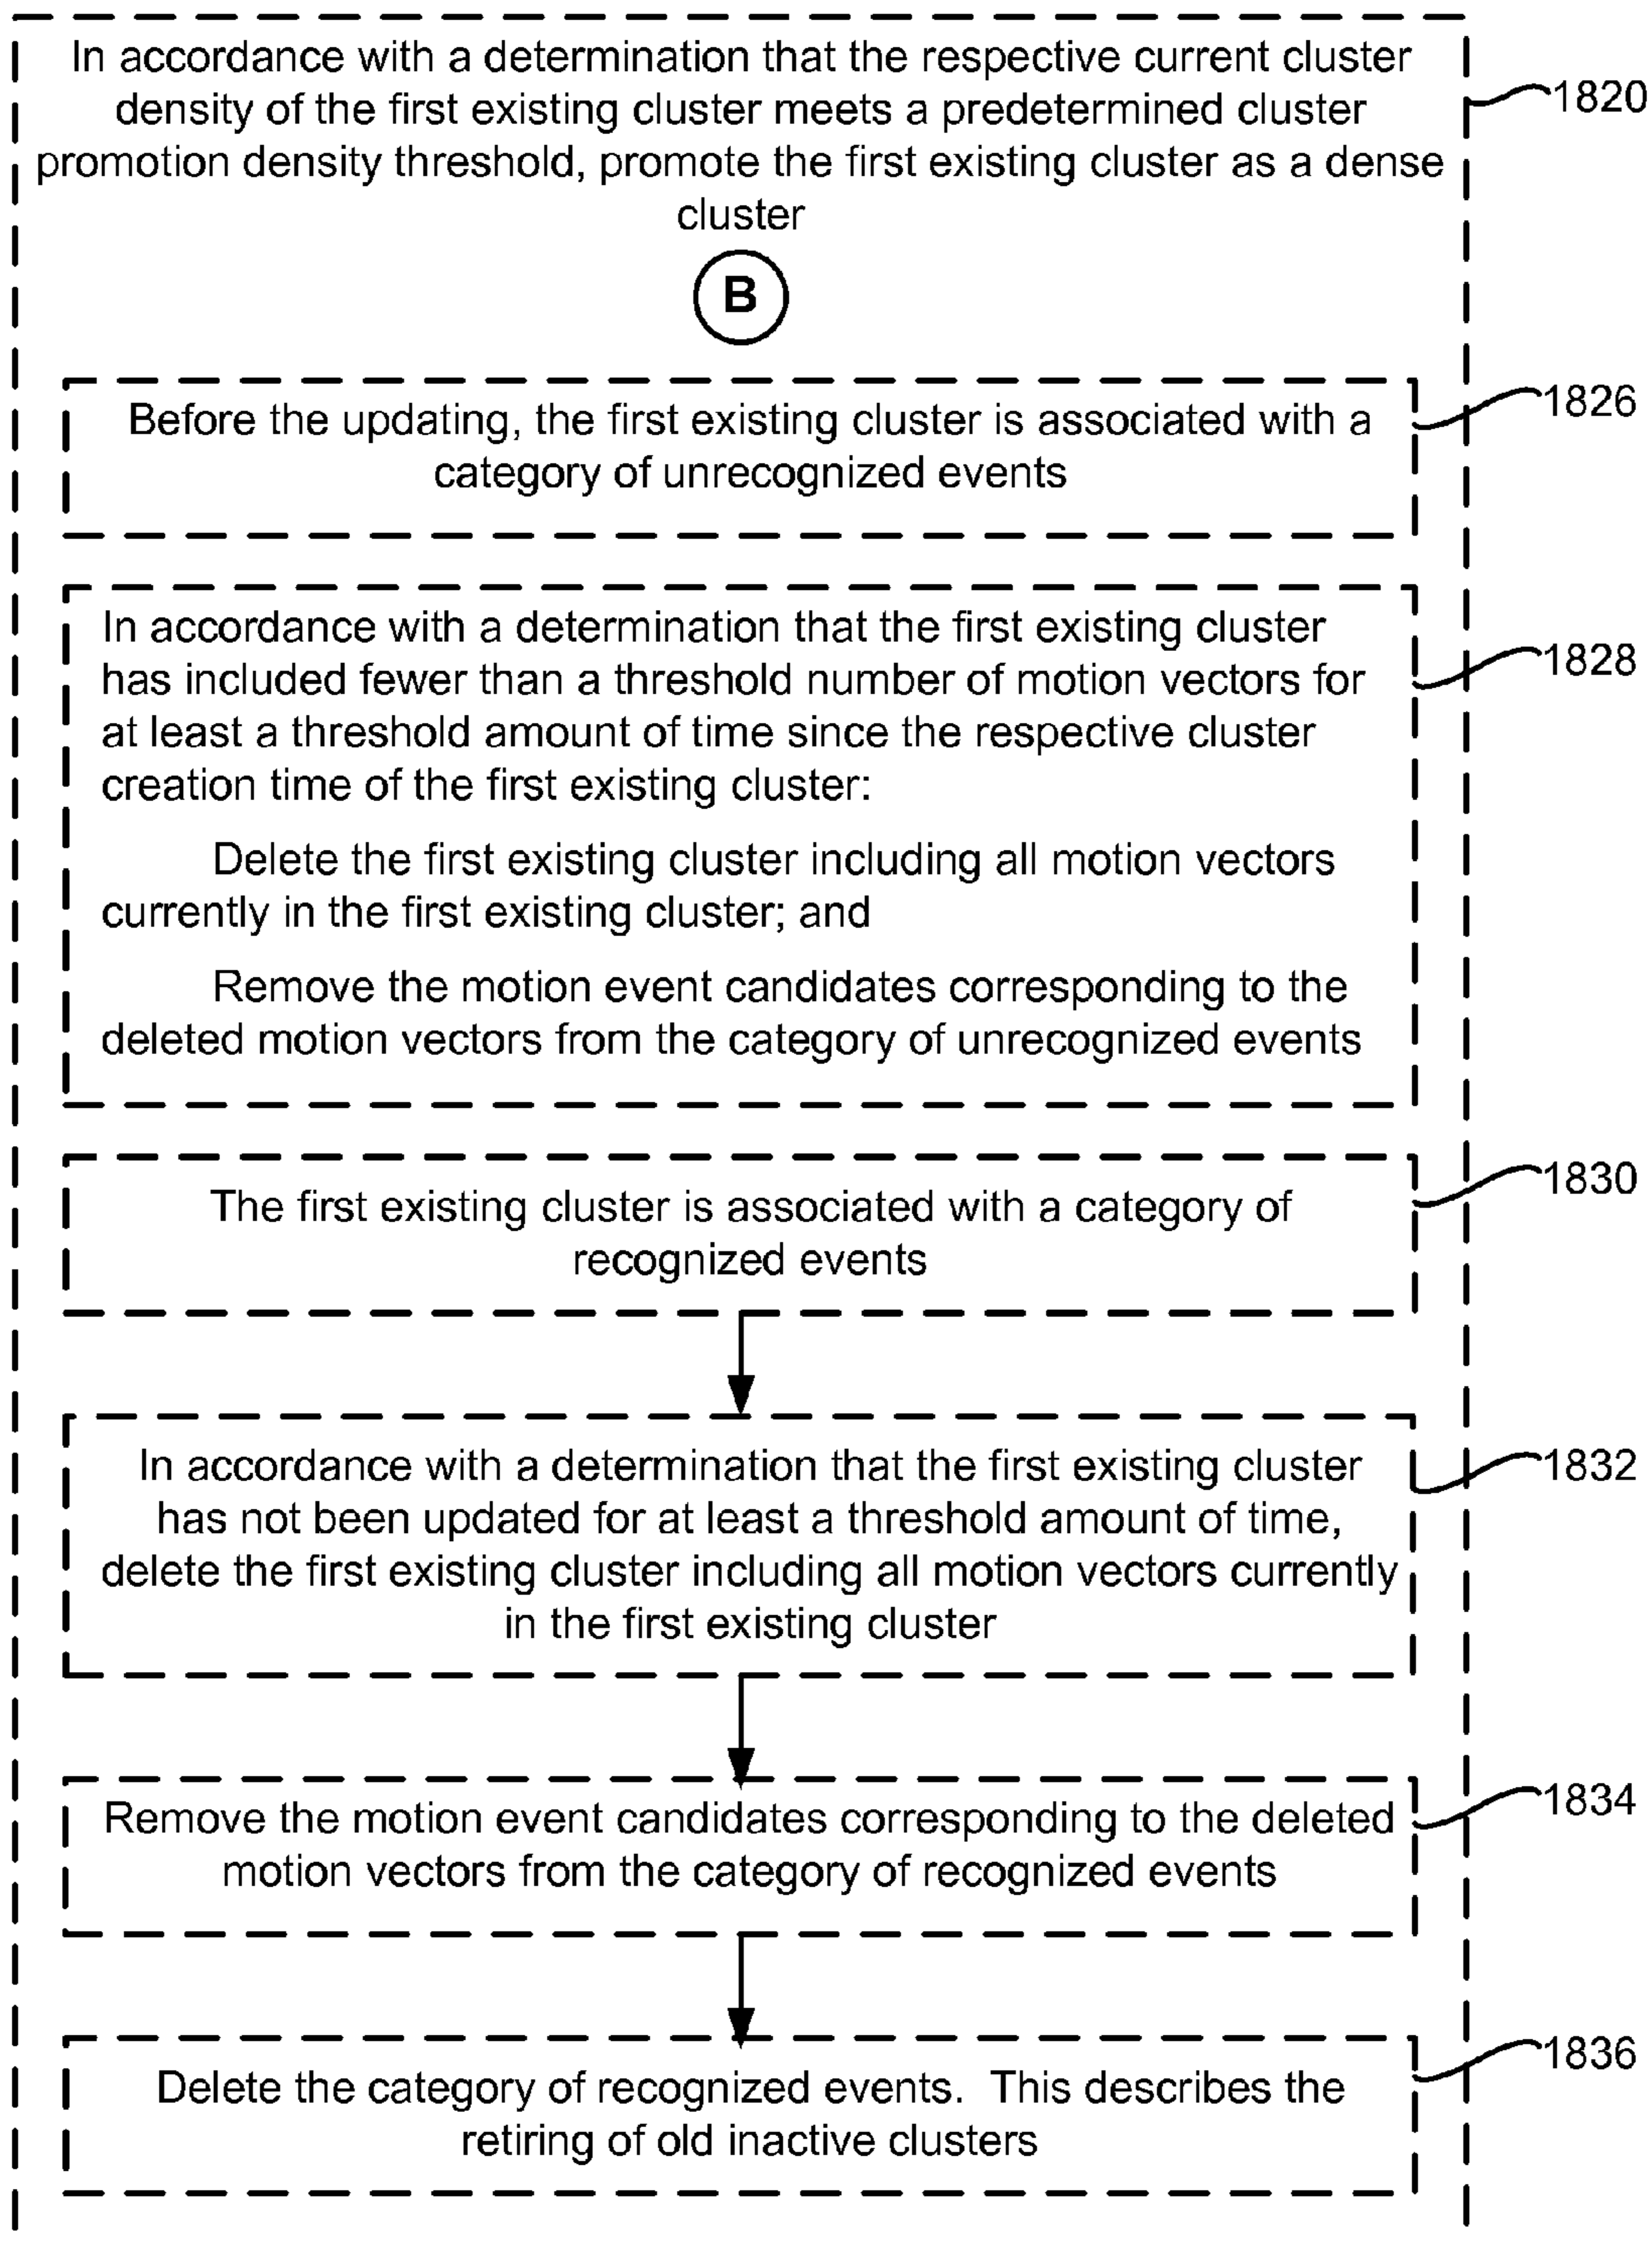 In accordance with a determination that the respective current cluster
density of the first existing cluster meets a predetermined cluster
promotion density threshold, promote the first existing cluster as a dense
cluster
1820
B
Before the updating, the first existing cluster is associated with a
category of unrecognized events
1826
In accordance with a determination that the first existing cluster
has included fewer than a threshold number of motion vectors for
at least a threshold amount of time since the respective cluster
creation time of the first existing cluster:
Delete the first existing cluster including all motion vectors
currently in the first existing cluster; and
Remove the motion event candidates corresponding to the
deleted motion vectors from the category of unrecognized events
1828
The first existing cluster is associated with a category of
recognized events
1830
In accordance with a determination that the first existing cluster
has not been updated for at least a threshold amount of time,
delete the first existing cluster including all motion vectors currently
in the first existing cluster
1832
Remove the motion event candidates corresponding to the deleted
motion vectors from the category of recognized events
1834
Delete the category of recognized events.  This describes the
retiring of old inactive clusters
1836